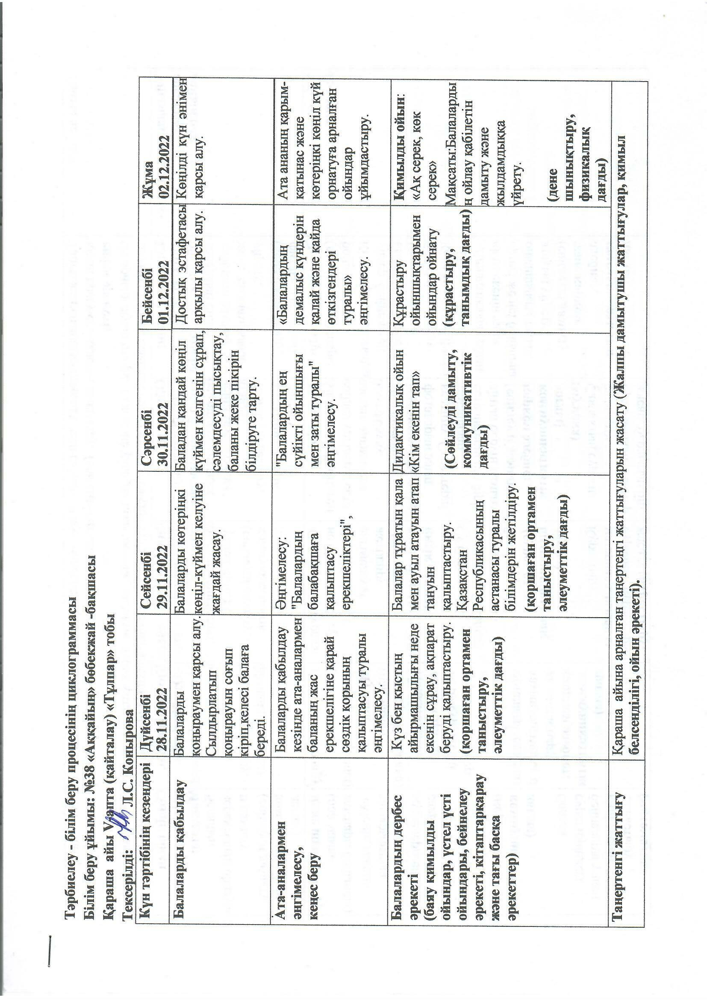 Тәрбиелеу - білім беру процесінің циклограммасы
Білім беру ұйымы: №38 «Аққайың» бөбекжай -бақшасы
Қараша айы V апта (қайталау) «Тұлпар» тобы
Тексерілді: Л.С. Конырова
Күн тәртібінің кезеңдері
Дүйсенбі
28.11.2022
Сейсенбі
29.11.2022
Сәрсенбі
30.11.2022
Бейсенбі
01.12.2022
Жұма
02.12.2022
Балаларды қабылдау
Балаларды
қоңыраумен қарсы алу.
Сылдырлатып
қоңырауын соғып
кіріп,келесі балаға
береді.
Балаларды көтеріңкі
көңіл-күймен келуіне
жағдай жасау.
Баладан қандай көңіл
күймен келгенін сұрап,
сәлемдесуді пысықтау,
баланы жеке пікірін
білдіруге тарту.
Достық эстафетасы
арқылы қарсы алу.
Көңілді күн әнімен
қарсы алу.
Ата-аналармен
әңгімелесу,
кеңес беру
Балаларды қабылдау
кезінде ата-аналармен
баланың жас
ерекшелігіне қарай
сөздік қорының
қалыптасуы туралы
әңгімелесу.
Әңгімелесу:
"Балалардың
балабақшаға
қалыптасу
ерекшеліктері",
"Балалардың ең
сүйікті ойыншығы
мен заты туралы"
әңгімелесу.
«Балалардың
демалыс күндерін
қалай және қайда
өткізгендері
туралы»
әңгімелесу.
Ата ананың қарым-
қатынас және
көтеріңкі көңіл күй
орнатуға арналған
ойындар
ұйымдастыру.
Балалардың дербес
әрекеті
(баяу қимылды
ойындар, үстел үсті
ойындары, бейнелеу
әрекеті, кітаптарқарау
және тағы басқа
әрекеттер)
Күз бен қыстың
айырмашылығы неде
екенін сұрау, ақпарат
беруді қалыптастыру.
(қоршаған ортамен
таныстыру,
әлеуметтік дағды)
Балалар тұратын қала
мен ауыл атауын атап
тануын
қалыптастыру.
Қазақстан
Республикасының
астанасы туралы
білімдерін жетілдіру.
(қоршаған ортамен
таныстыру,
әлеуметтік дағды)
Дидактикалық ойын
«Кім екенін тап»
(Сөйлеуді дамыту,
коммуникативтік
дағды)
Құрастыру
ойыншықтарымен
ойындар ойнату
(құрастыру,
танымдық дағды)
Қимылды ойын:
«Ақ серек, көк
серек»
Мақсаты:Балаларды
ң ойлау қабілетін
дамыту және
жылдамдыққа
үйрету.
(дене
шынықтыру,
физикалық
дағды)
Таңертенгі жаттығу
Қараша айына арналған таңертеңгі жаттығуларын жасату (Жалпы дамытушы жаттығулар, қимыл
белсенділігі, ойын әрекеті).